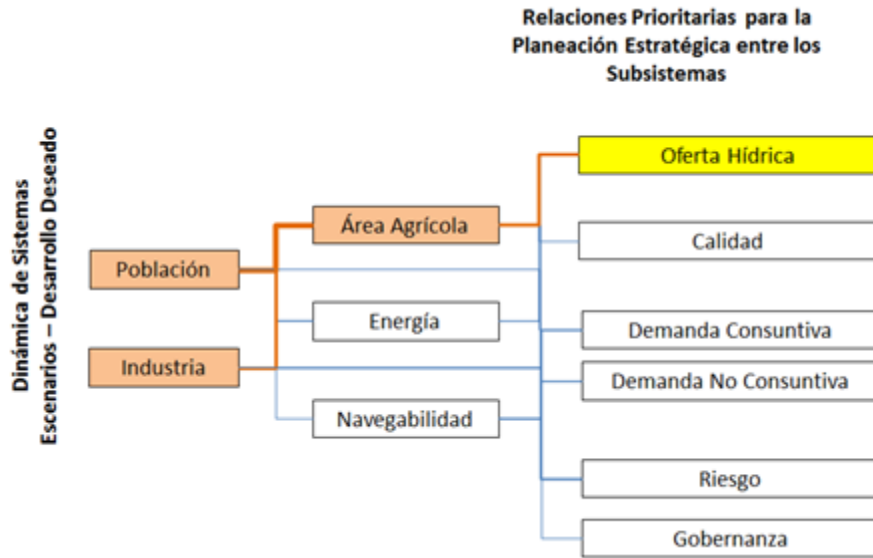 Relaciones Prioritarias para la
Planeación Estratégica entre los
Subsistemas
Dinámica de Sistemas
Escenarios – Desarrollo Deseado
Población
Industria
Área Agrícola
Energía
Navegabilidad
Oferta Hídrica
Calidad
Demanda Consuntiva
Demanda No Consuntiva
Riesgo
Gobernanza